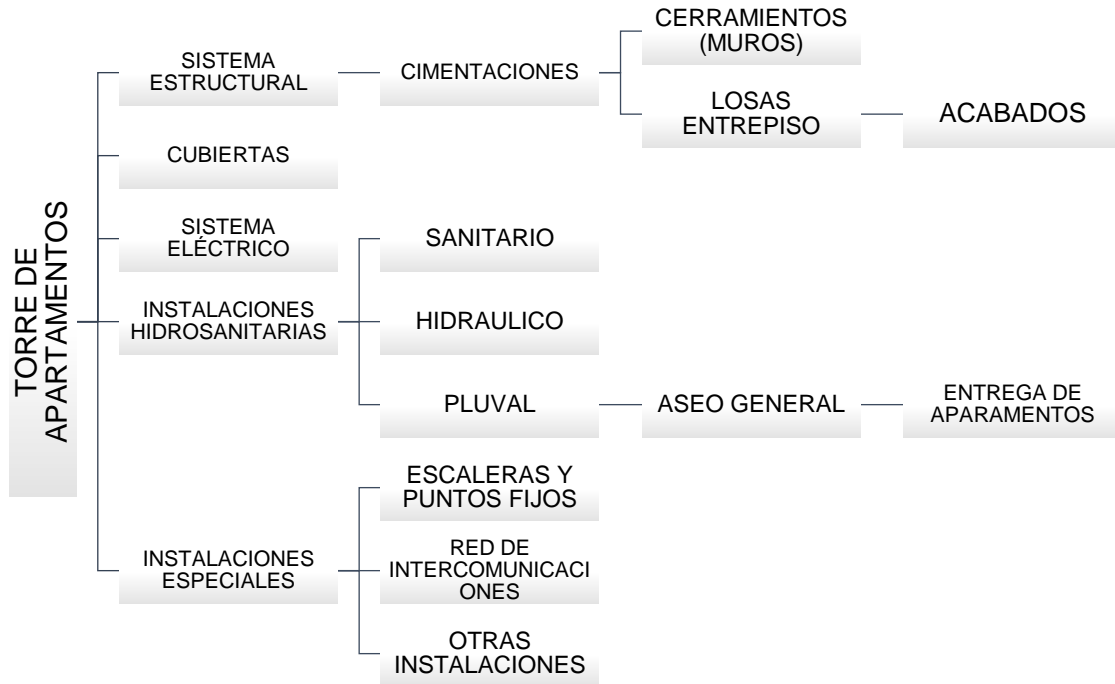 TORRE DE
APARTAMENTOS
SISTEMA
ESTRUCTURAL
CIMENTACIONES
CERRAMIENTOS
(MUROS)
LOSAS
ENTREPISO
ACABADOS
CUBIERTAS
SISTEMA
ELÉCTRICO
INSTALACIONES
HIDROSANITARIAS
SANITARIO
HIDRAULICO
PLUVAL
ASEO GENERAL
ENTREGA DE
APARAMENTOS
INSTALACIONES
ESPECIALES
ESCALERAS Y
PUNTOS FIJOS
RED DE
INTERCOMUNICACI
ONES
OTRAS
INSTALACIONES